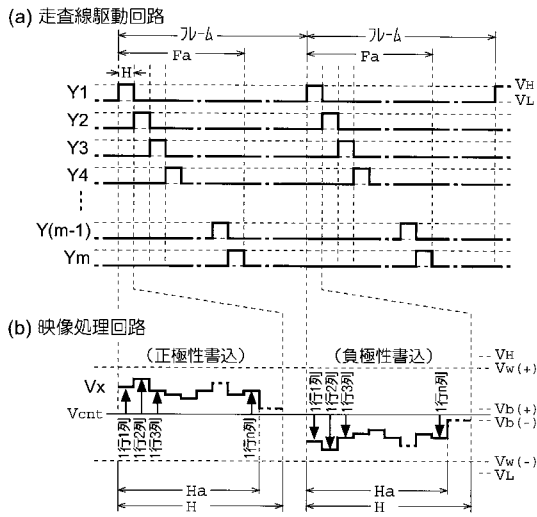 (a) 走査線駆動回路
フレーム フレーム
Fa Fa
H
Y1 VH
VL
Y2
Y3
Y4
Y(m-1)
Ym
(b) 映像処理回路
(正極性書込) (負極性書込)
VH
Vw(+)
Vx
1行1列 1行2列 1行3列 1行n列
1行1列 1行2列 1行3列 1行n列
Vcnt
Vb(+)
Vb(-)
Vw(-)
VL
Ha Ha
H H